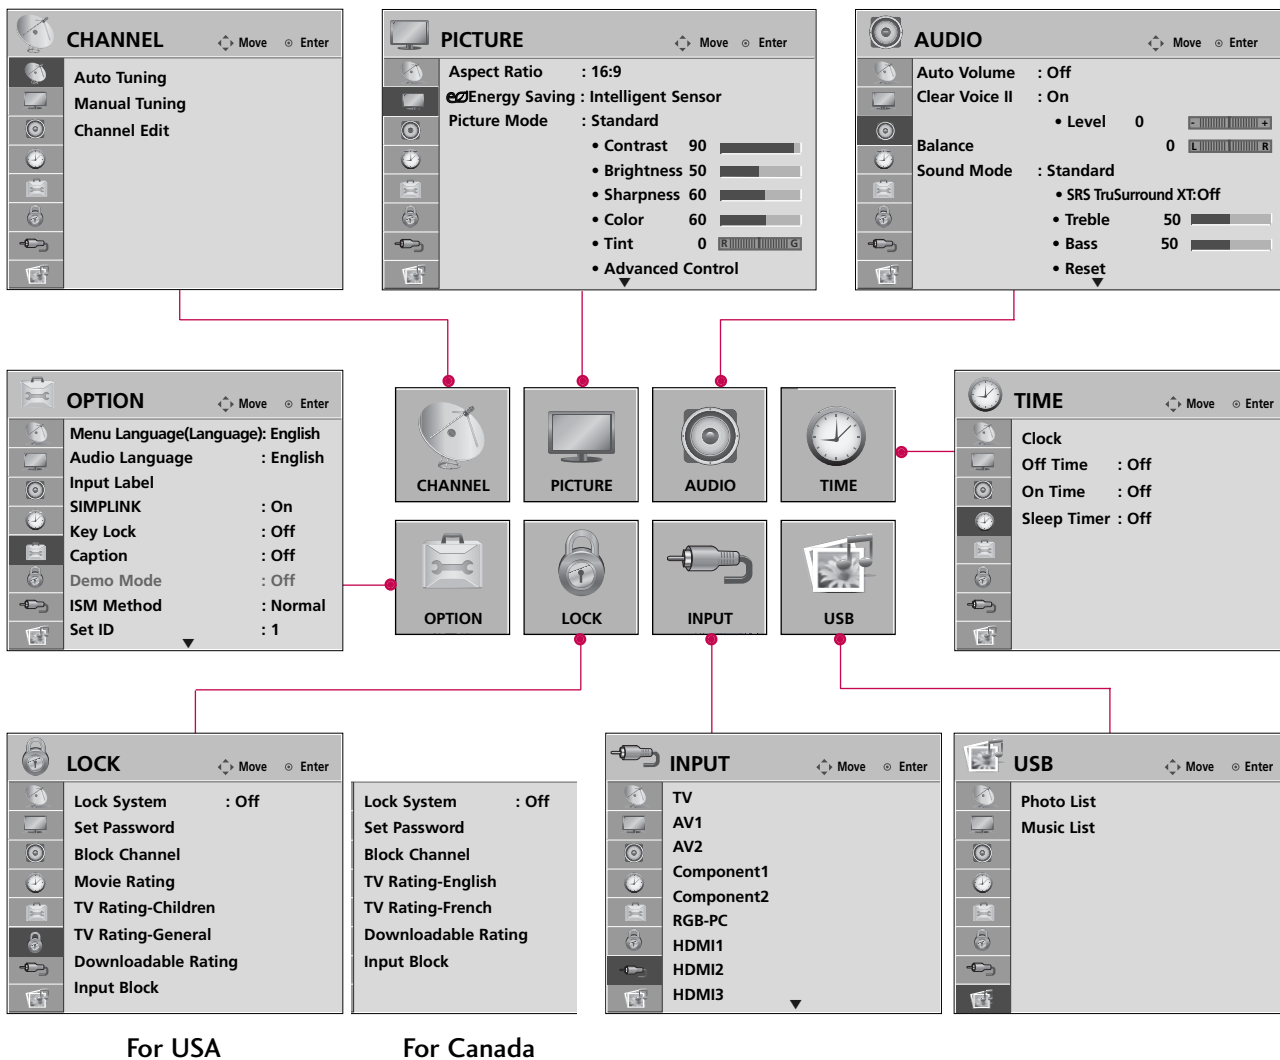 CHANNEL Move Enter
Auto Tuning
Manual Tuning
Channel Edit
PICTURE Move Enter
Aspect Ratio : 16:9
eco Energy Saving : Intelligent Sensor
Picture Mode : Standard
• Contrast 90
• Brightness 50
• Sharpness 60
• Color 60
• Tint 0 R G
• Advanced Control
AUDIO Move Enter
Auto Volume : Off
Clear Voice II : On
• Level 0 - +
Balance 0 L R
Sound Mode : Standard
• SRS TruSurround XT:Off
• Treble 50
• Bass 50
• Reset
OPTION Move Enter
Menu Language(Language): English
Audio Language : English
Input Label
SIMPLINK : On
Key Lock : Off
Caption : Off
Demo Mode : Off
ISM Method : Normal
Set ID : 1
CHANNEL
PICTURE
AUDIO
TIME
OPTION
LOCK
INPUT
USB
TIME Move Enter
Clock
Off Time : Off
On Time : Off
Sleep Timer : Off
LOCK Move Enter
Lock System : Off
Set Password
Block Channel
Movie Rating
TV Rating-Children
TV Rating-General
Downloadable Rating
Input Block
For USA
Lock System : Off
Set Password
Block Channel
TV Rating-English
TV Rating-French
Downloadable Rating
Input Block
For Canada
INPUT Move Enter
TV
AV1
AV2
Component1
Component2
RGB-PC
HDMI1
HDMI2
HDMI3
USB Move Enter
Photo List
Music List